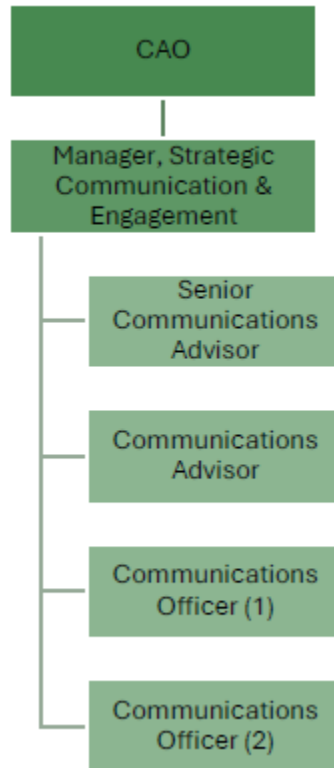 CAO
Manager, Strategic
Communication &
Engagement
Senior
Communications
Advisor
Communications
Advisor
Communications
Officer (1)
Communications
Officer (2)